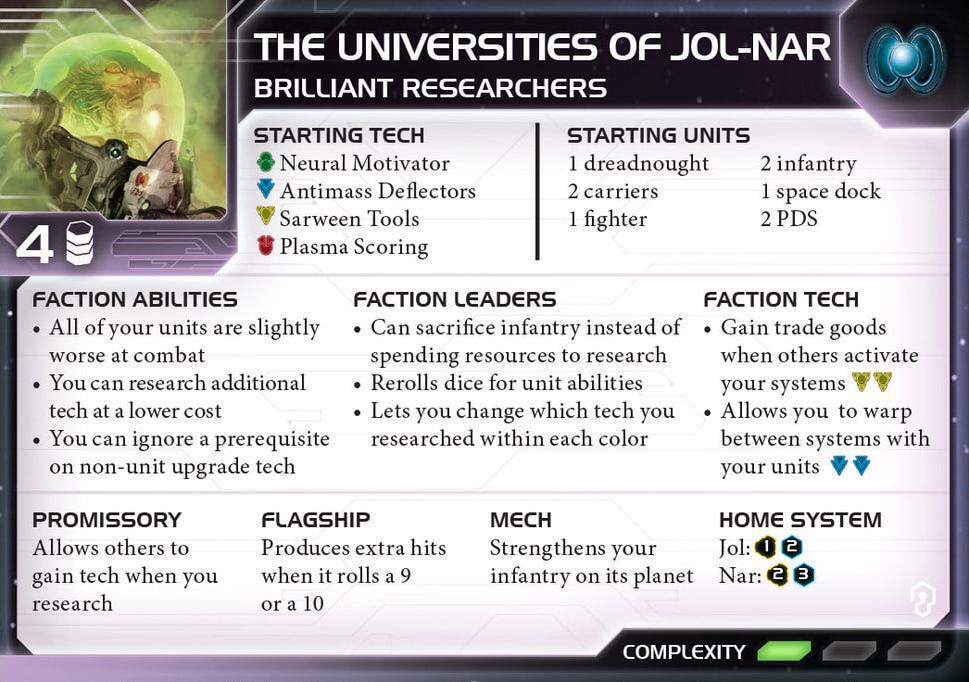 THE UNIVERSITIES OF JOL-NAR
BRILLIANT RESEARCHERS
4
STARTING TECH
Neural Motivator
Antimass Deflectors
Sarween Tools
Plasma Scoring
STARTING UNITS
1 dreadnought
2 carriers
1 fighter
2 infantry
1 space dock
2 PDS
FACTION ABILITIES
• All of your units are slightly
worse at combat
• You can research additional
tech at a lower cost
• You can ignore a prerequisite
on non-unit upgrade tech
FACTION LEADERS
• Can sacrifice infantry instead of
spending resources to research
• Rerolls dice for unit abilities
• Lets you change which tech you
researched within each color
FACTION TECH
• Gain trade goods
when others activate
your systems
• Allows you to warp
between systems with
your units
PROMISSORY
Allows others to
gain tech when you
research
FLAGSHIP
Produces extra hits
when it rolls a 9
or a 10
MECH
Strengthens your
infantry on its planet
HOME SYSTEM
Jol: 1 2
Nar: 2 3
COMPLEXITY